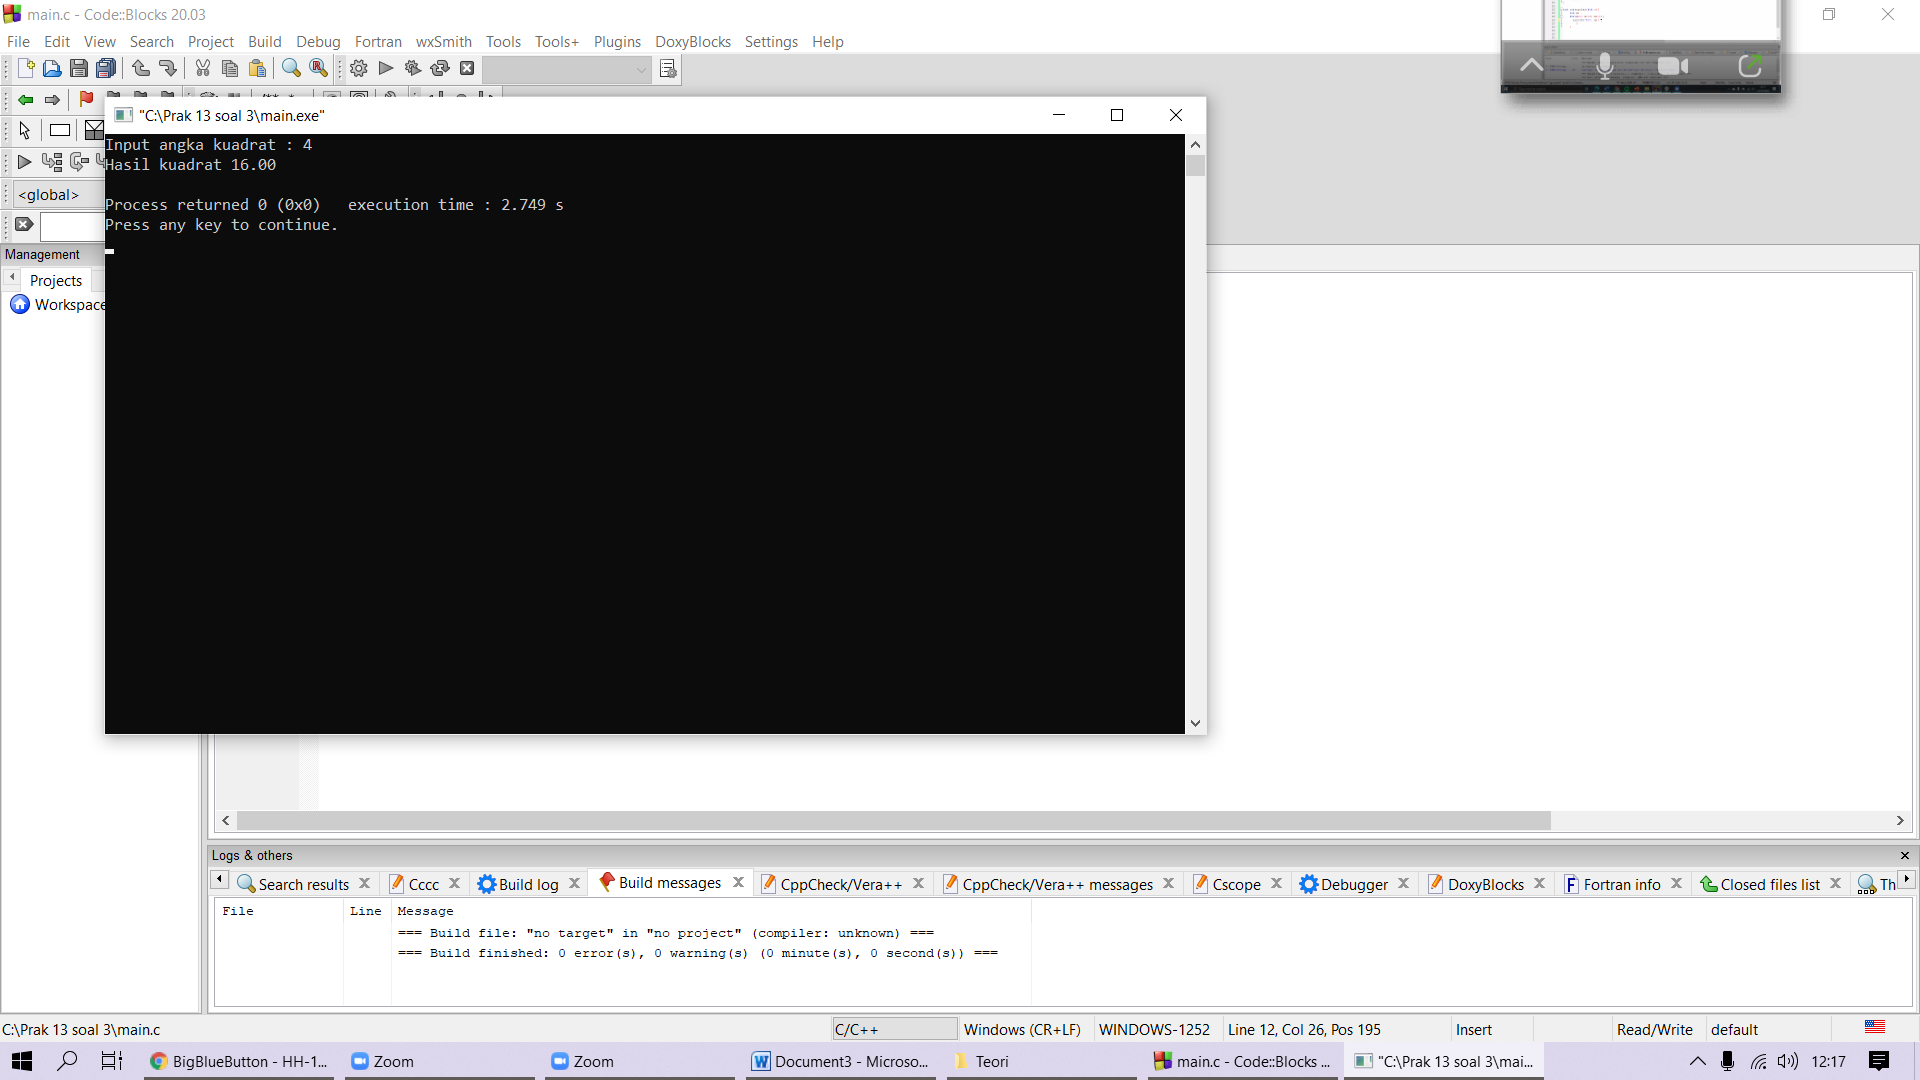 main.c - Code::Blocks 20.03
File Edit View Search Project Build Debug Fortran wxSmith Tools Tools+ Plugins DoxyBlocks Settings Help
"C:\Prak 13 soal 3\main.exe"
Input angka kuadrat : 4
Hasil kuadrat 16.00
Process returned 0 (0x0)   execution time : 2.749 s
Press any key to continue.
<global>
Management
Projects
Workspace
Logs & others
Search results Cccc Build log Build messages CppCheck/Vera++ CppCheck/Vera++ messages Cscope Debugger DoxyBlocks Fortran info Closed files list Th
File Line Message
=== Build file: "no target" in "no project" (compiler: unknown) ===
=== Build finished: 0 error(s), 0 warning(s) (0 minute(s), 0 second(s)) ===
C:\Prak 13 soal 3\main.c C/C++ Windows (CR+LF) WINDOWS-1252 Line 12, Col 26, Pos 195 Insert Read/Write default
BigBlueButton - HH-1... Zoom Zoom Document3 - Microso... Teori main.c - Code::Blocks ... "C:\Prak 13 soal 3\mai... 12:17